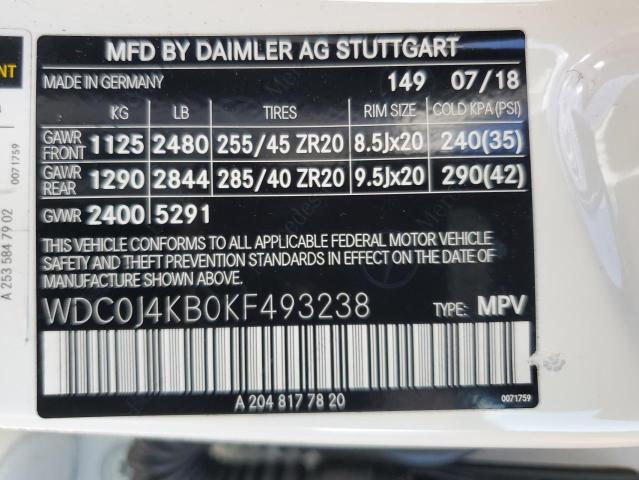 MFD BY DAIMLER AG STUTTGART
MADE IN GERMANY 149 07/18
KG LB TIRES RIM SIZE COLD KPA (PSI)
GAWR FRONT 1125 2480 255/45 ZR20 8.5Jx20 240(35)
GAWR REAR 1290 2844 285/40 ZR20 9.5Jx20 290(42)
GVWR 2400 5291
THIS VEHICLE CONFORMS TO ALL APPLICABLE FEDERAL MOTOR VEHICLE
SAFETY AND THEFT PREVENTION STANDARDS IN EFFECT ON THE DATE OF
MANUFACTURE SHOWN ABOVE.
WDC0J4KB0KF493238 TYPE: MPV
A 204 817 78 20
0071759
0071759
A 253 584 79 02